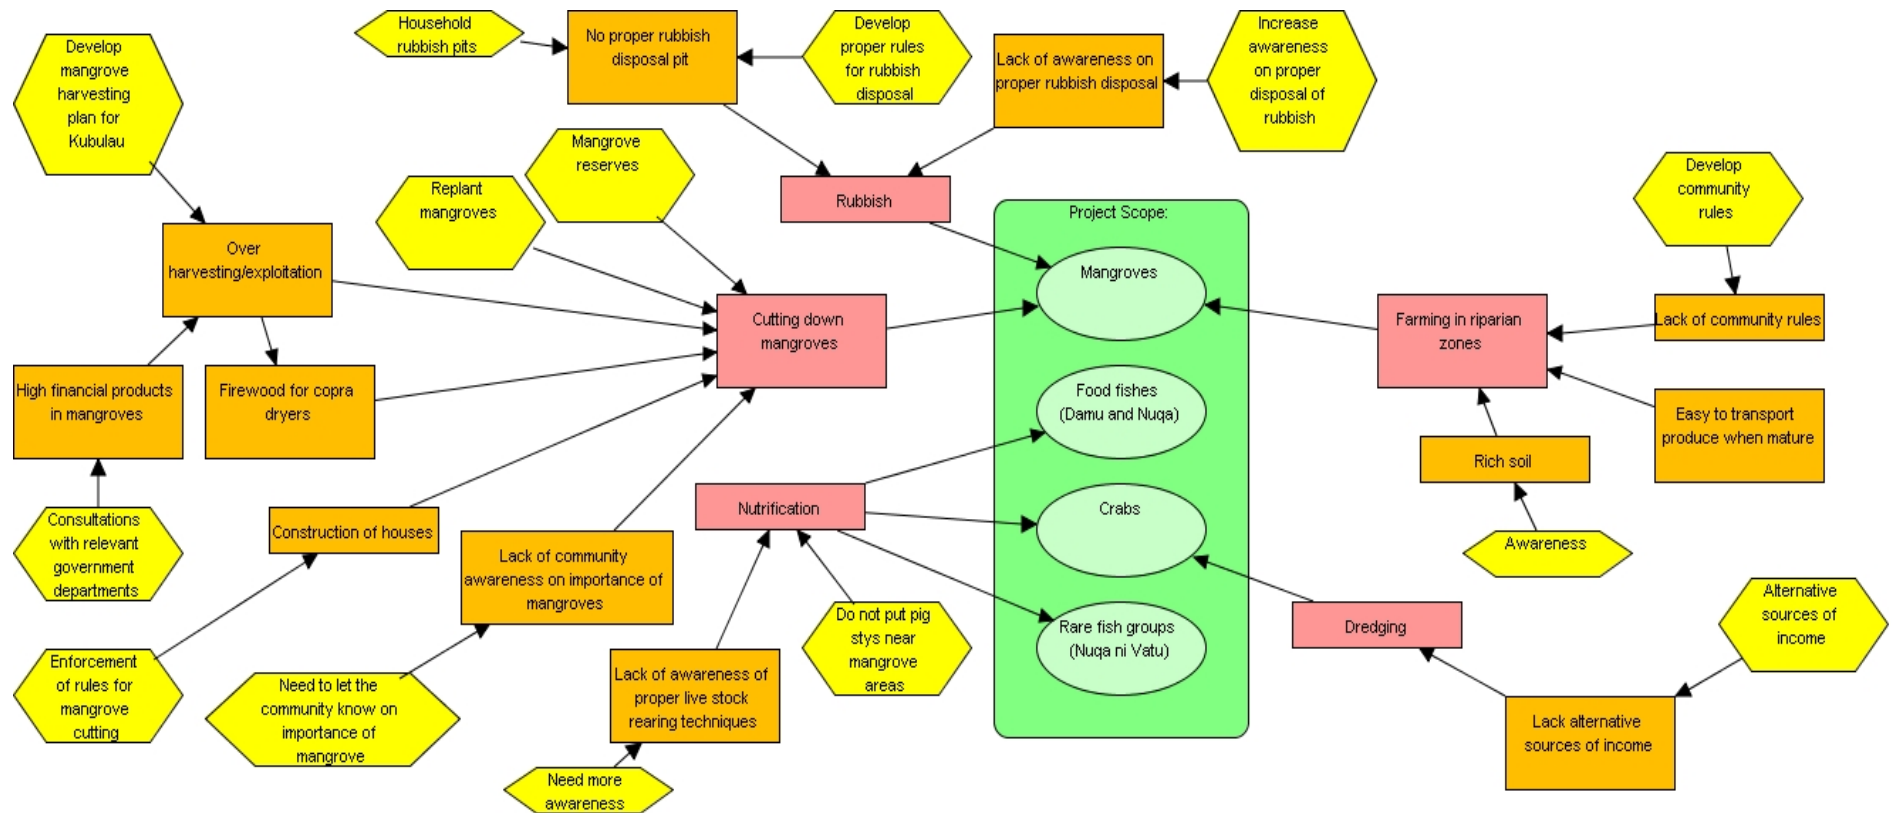 Household
rubbish pits
No proper rubbish
disposal pit
Develop
proper rules
for rubbish
disposal
Lack of awareness on
proper rubbish disposal
Increase
awareness
on proper
disposal of
rubbish
Develop
mangrove
harvesting
plan for
Kubulau
Mangrove
reserves
Replant
mangroves
Rubbish
Project Scope:
Develop
community
rules
Over
harvesting/exploitation
Mangroves
Cutting down
mangroves
Farming in riparian
zones
Lack of community rules
High financial products
in mangroves
Firewood for copra
dryers
Food fishes
(Damu and Nuqa)
Easy to transport
produce when mature
Rich soil
Consultations
with relevant
government
departments
Construction of houses
Nutrification
Crabs
Awareness
Lack of community
awareness on importance of
mangroves
Do not put pig
stys near
mangrove
areas
Rare fish groups
(Nuqa ni Vatu)
Dredging
Alternative
sources of
income
Enforcement
of rules for
mangrove
cutting
Need to let the
community know on
importance of
mangrove
Lack of awareness of
proper live stock
rearing techniques
Lack alternative
sources of income
Need more
awareness